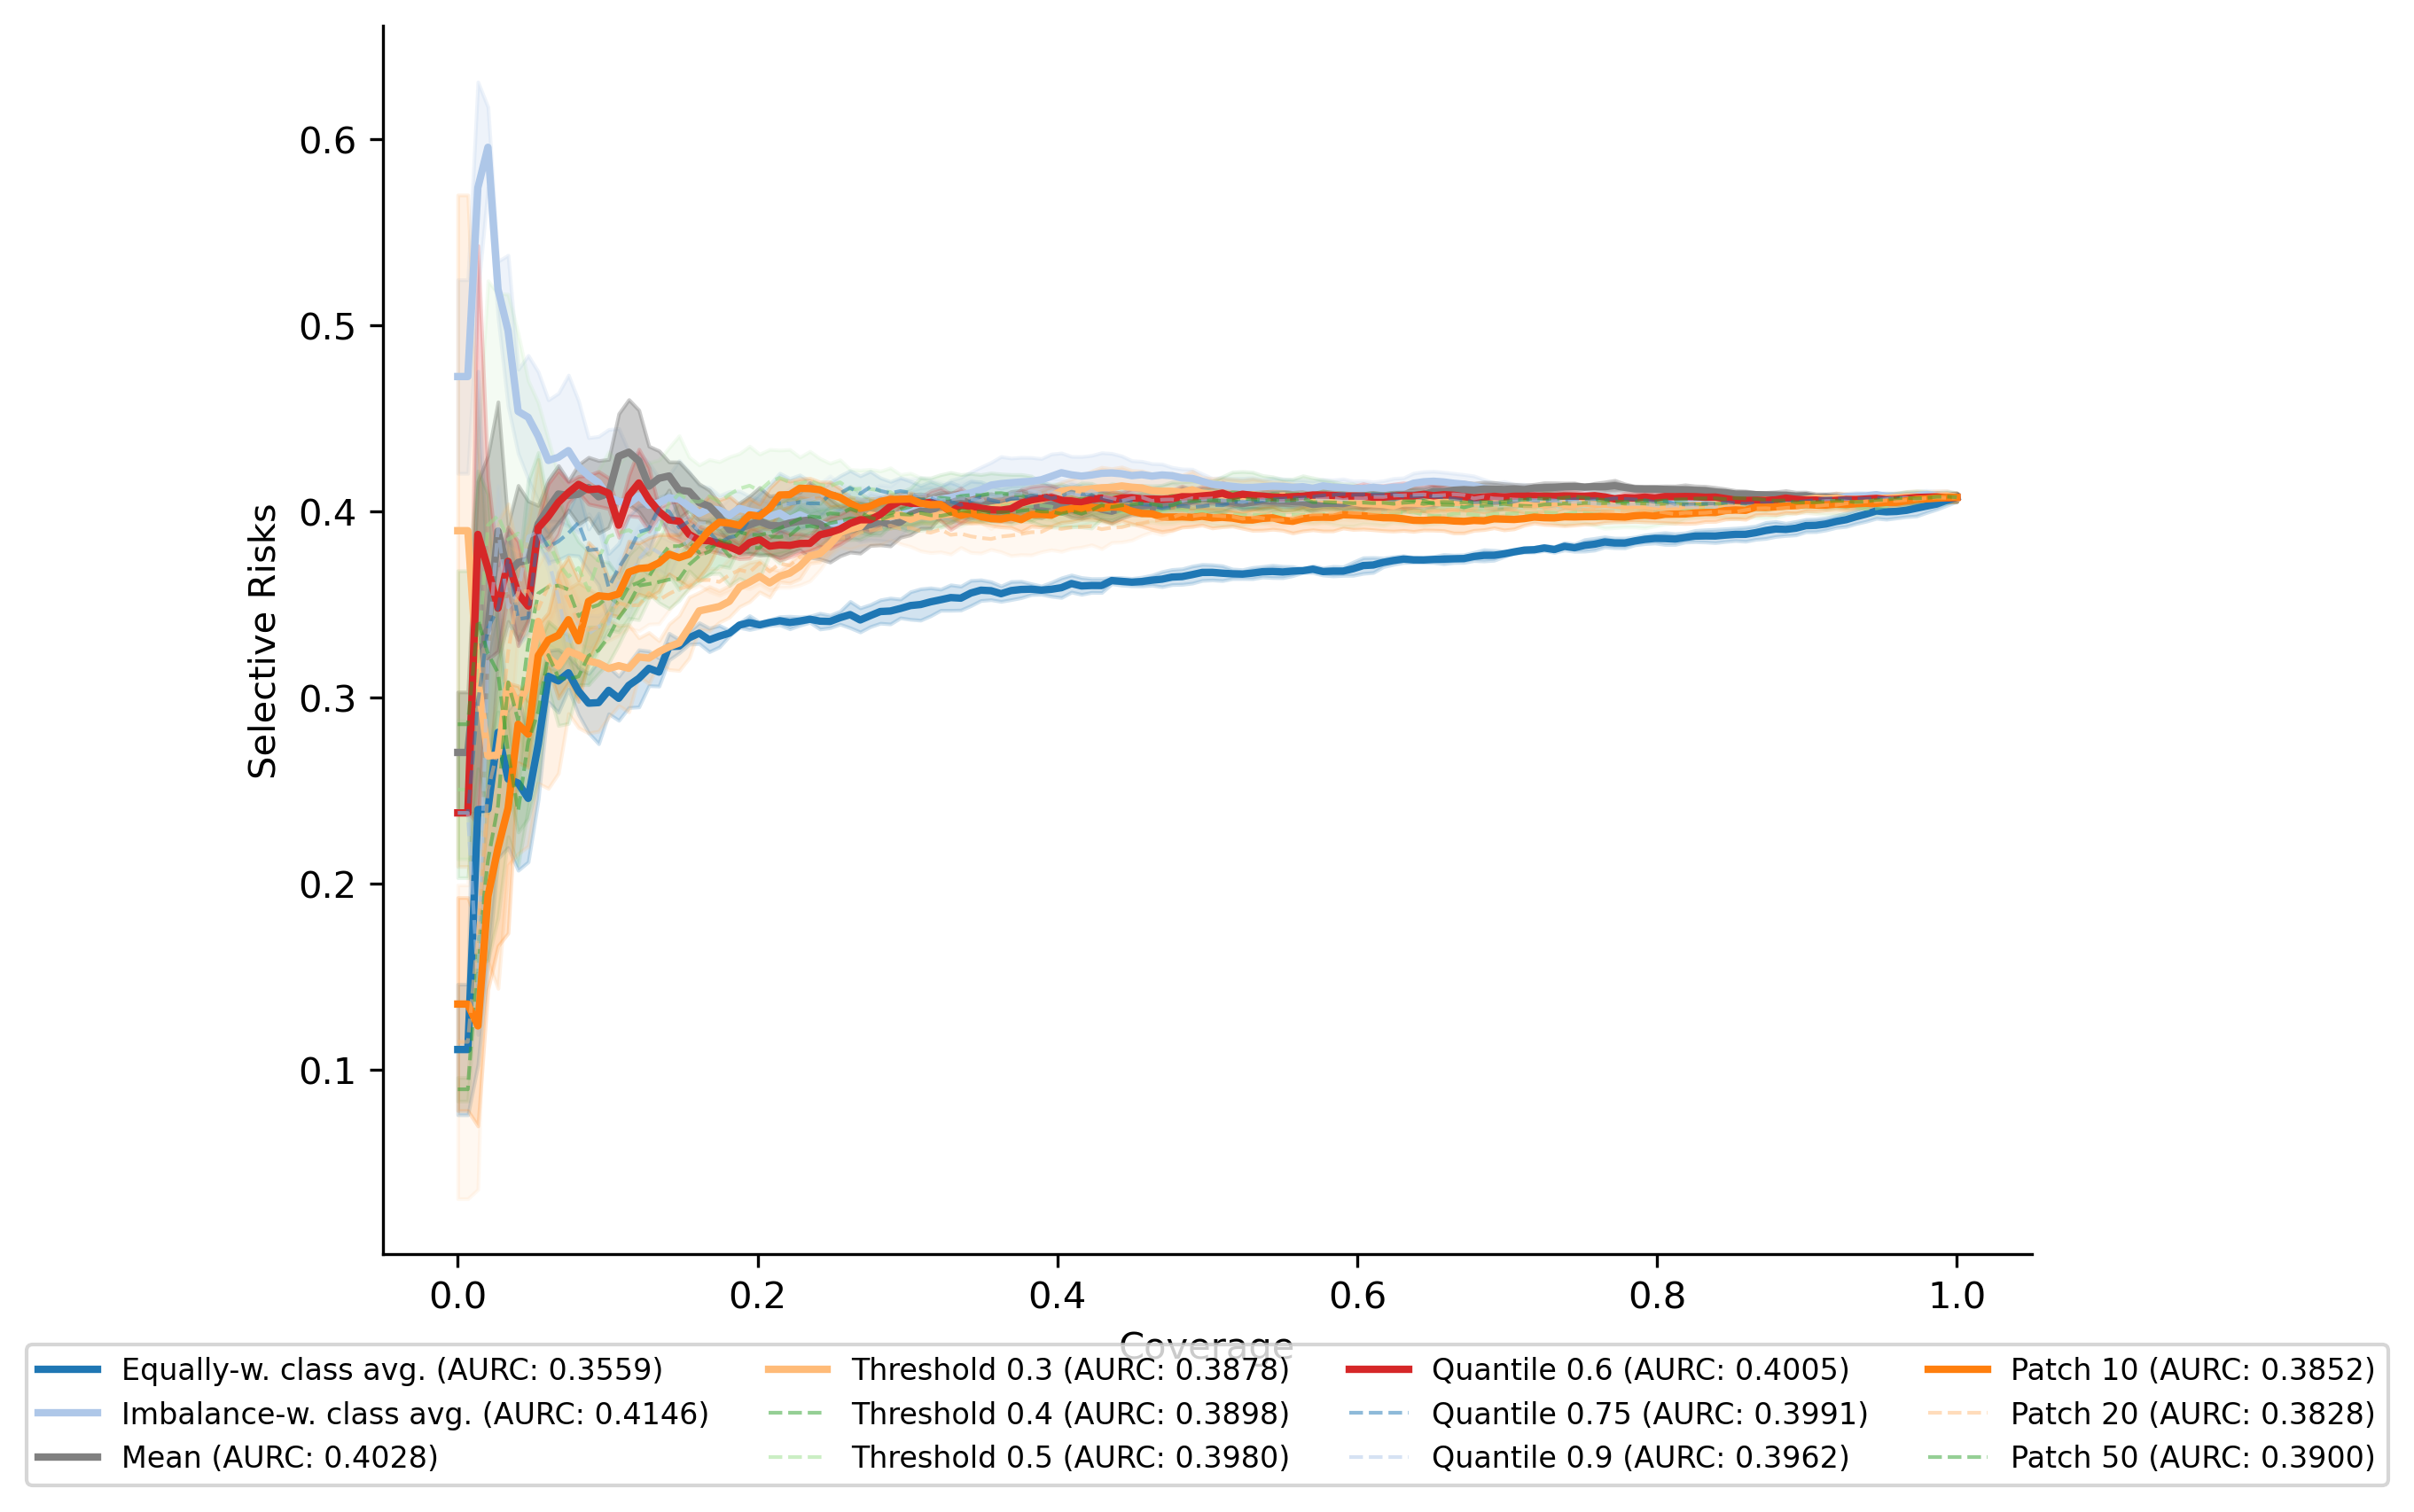 0.6
0.5
0.4
0.3
0.2
0.1
Selective Risks
0.0 0.2 0.4 0.6 0.8 1.0
Coverage
Equally-w. class avg. (AURC: 0.3559)
Imbalance-w. class avg. (AURC: 0.4146)
Mean (AURC: 0.4028)
Threshold 0.3 (AURC: 0.3878)
Threshold 0.4 (AURC: 0.3898)
Threshold 0.5 (AURC: 0.3980)
Quantile 0.6 (AURC: 0.4005)
Quantile 0.75 (AURC: 0.3991)
Quantile 0.9 (AURC: 0.3962)
Patch 10 (AURC: 0.3852)
Patch 20 (AURC: 0.3828)
Patch 50 (AURC: 0.3900)